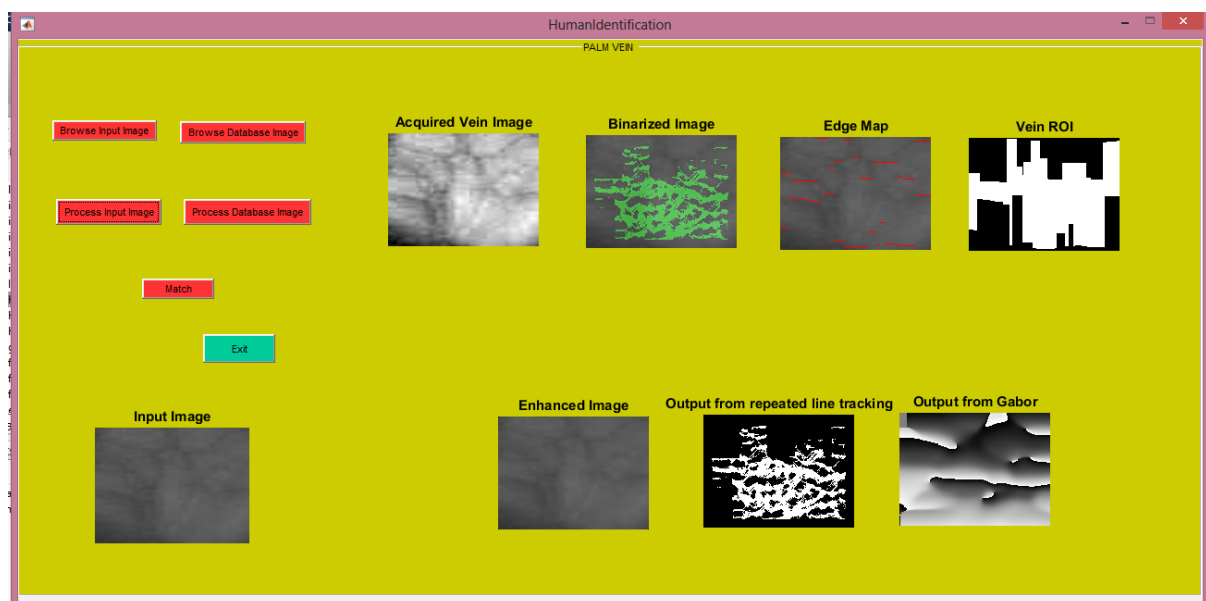 HumanIdentification
PALM VEIN
Browse Input Image
Browse Database Image
Process Input Image
Process Database Image
Match
Exit
Acquired Vein Image
Binarized Image
Edge Map
Vein ROI
Input Image
Enhanced Image
Output from repeated line tracking
Output from Gabor